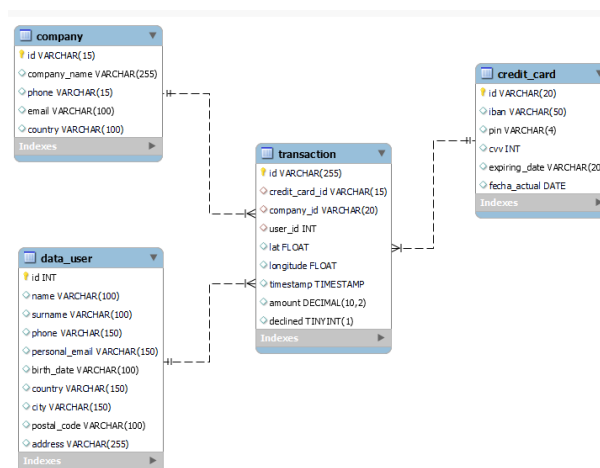 company
id VARCHAR(15)
company_name VARCHAR(255)
phone VARCHAR(15)
email VARCHAR(100)
country VARCHAR(100)
Indexes
credit_card
id VARCHAR(20)
iban VARCHAR(50)
pin VARCHAR(4)
cvv INT
expiring_date VARCHAR(20
fecha_actual DATE
Indexes
transaction
id VARCHAR(255)
credit_card_id VARCHAR(15)
company_id VARCHAR(20)
user_id INT
lat FLOAT
longitude FLOAT
timestamp TIMESTAMP
amount DECIMAL(10,2)
declined TINYINT(1)
Indexes
data_user
id INT
name VARCHAR(100)
surname VARCHAR(100)
phone VARCHAR(150)
personal_email VARCHAR(150)
birth_date VARCHAR(100)
country VARCHAR(150)
city VARCHAR(150)
postal_code VARCHAR(100)
address VARCHAR(255)
Indexes